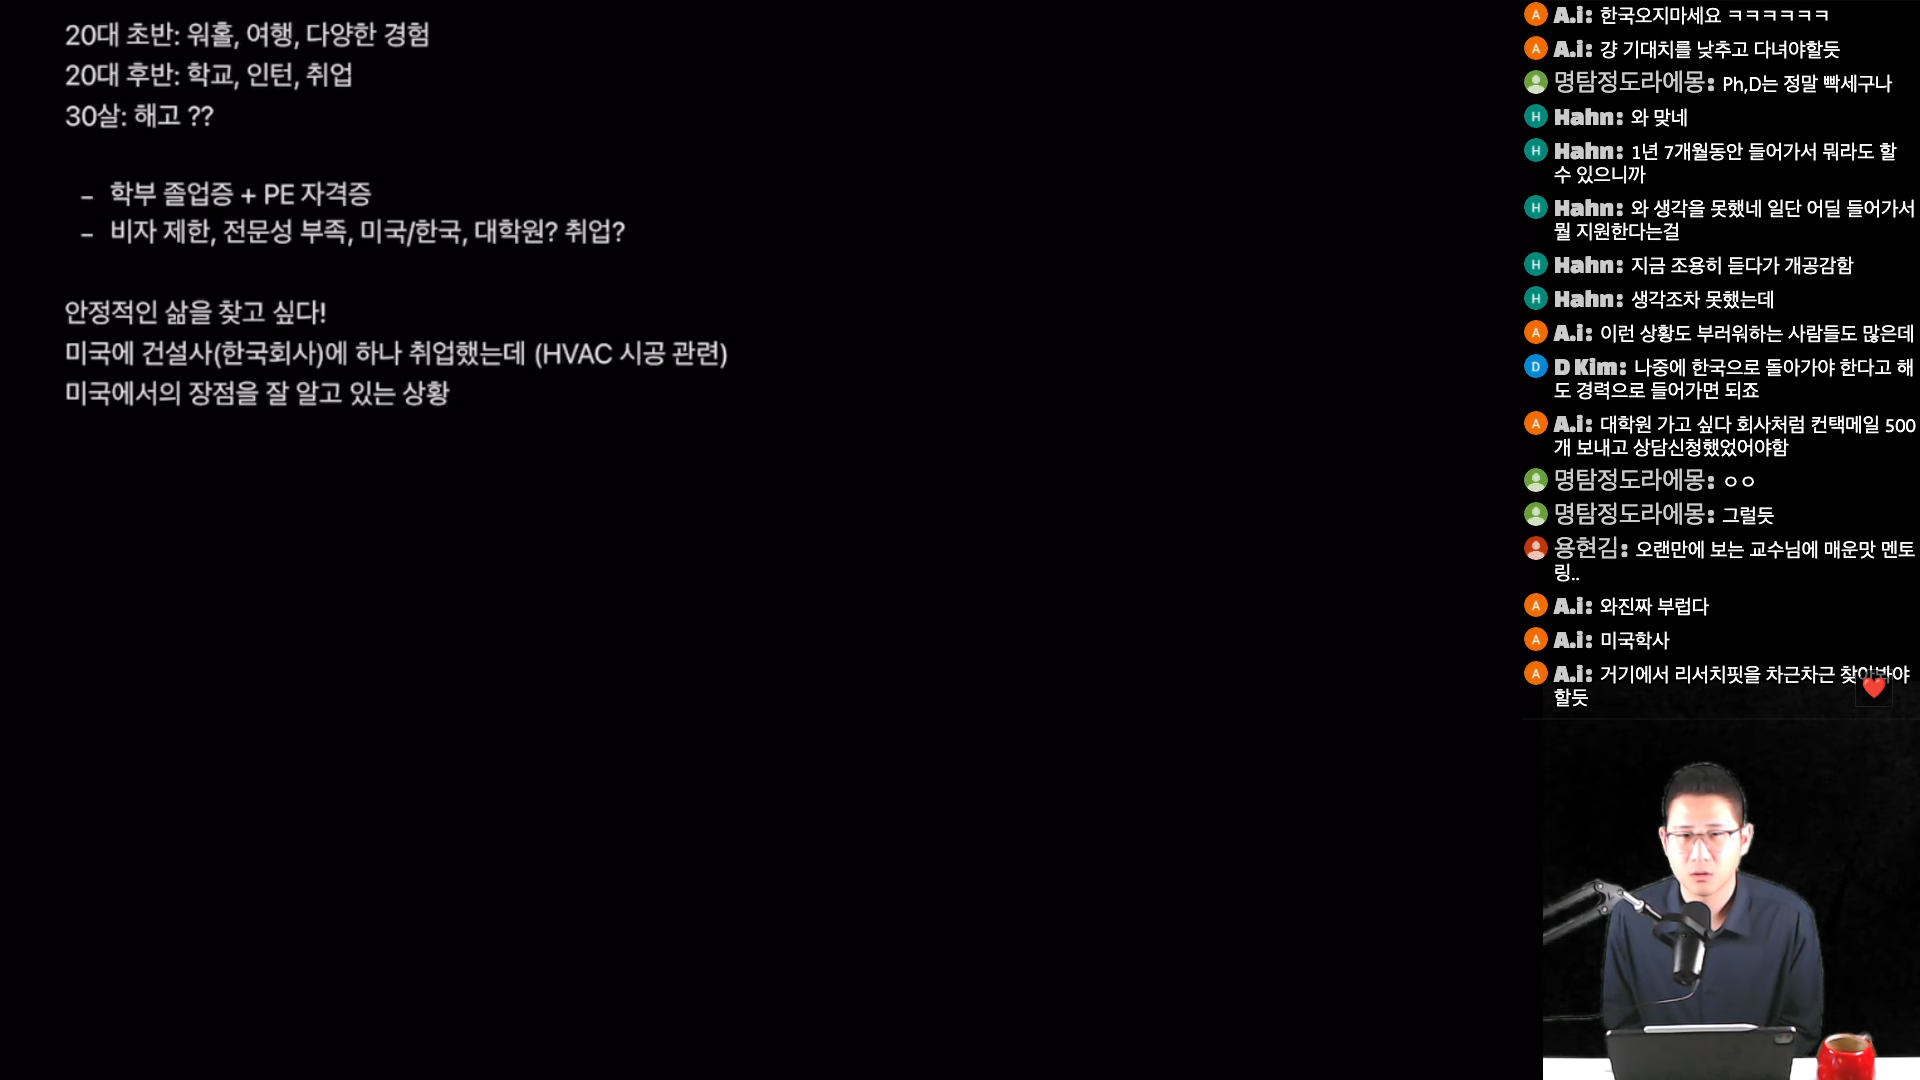 20대 초반: 워홀, 여행, 다양한 경험
20대 후반: 학교, 인턴, 취업
30살: 해고 ??
- 학부 졸업증 + PE 자격증
- 비자 제한, 전문성 부족, 미국/한국, 대학원? 취업?
안정적인 삶을 찾고 싶다!
미국에 건설사(한국회사)에 하나 취업했는데 (HVAC 시공 관련)
미국에서의 장점을 잘 알고 있는 상황
A A.i: 한국오지마세요 ㅋㅋㅋㅋㅋㅋ
A A.i: 걍 기대치를 낮추고 다녀야할듯
명탐정도라에몽: Ph,D는 정말 빡세구나
H Hahn: 와 맞네
H Hahn: 1년 7개월동안 들어가서 뭐라도 할
수 있으니까
H Hahn: 와 생각을 못했네 일단 어딜 들어가서
뭘 지원한다는걸
H Hahn: 지금 조용히 듣다가 개공감함
H Hahn: 생각조차 못했는데
A A.i: 이런 상황도 부러워하는 사람들도 많은데
D D Kim: 나중에 한국으로 돌아가야 한다고 해
도 경력으로 들어가면 되죠
A A.i: 대학원 가고 싶다 회사처럼 컨택메일 500
개 보내고 상담신청했었어야함
명탐정도라에몽: ㅇㅇ
명탐정도라에몽: 그럴듯
용현김: 오랜만에 보는 교수님에 매운맛 멘토
링..
A A.i: 와진짜 부럽다
A A.i: 미국학사
A A.i: 거기에서 리서치핏을 차근차근 찾아봐야
할듯